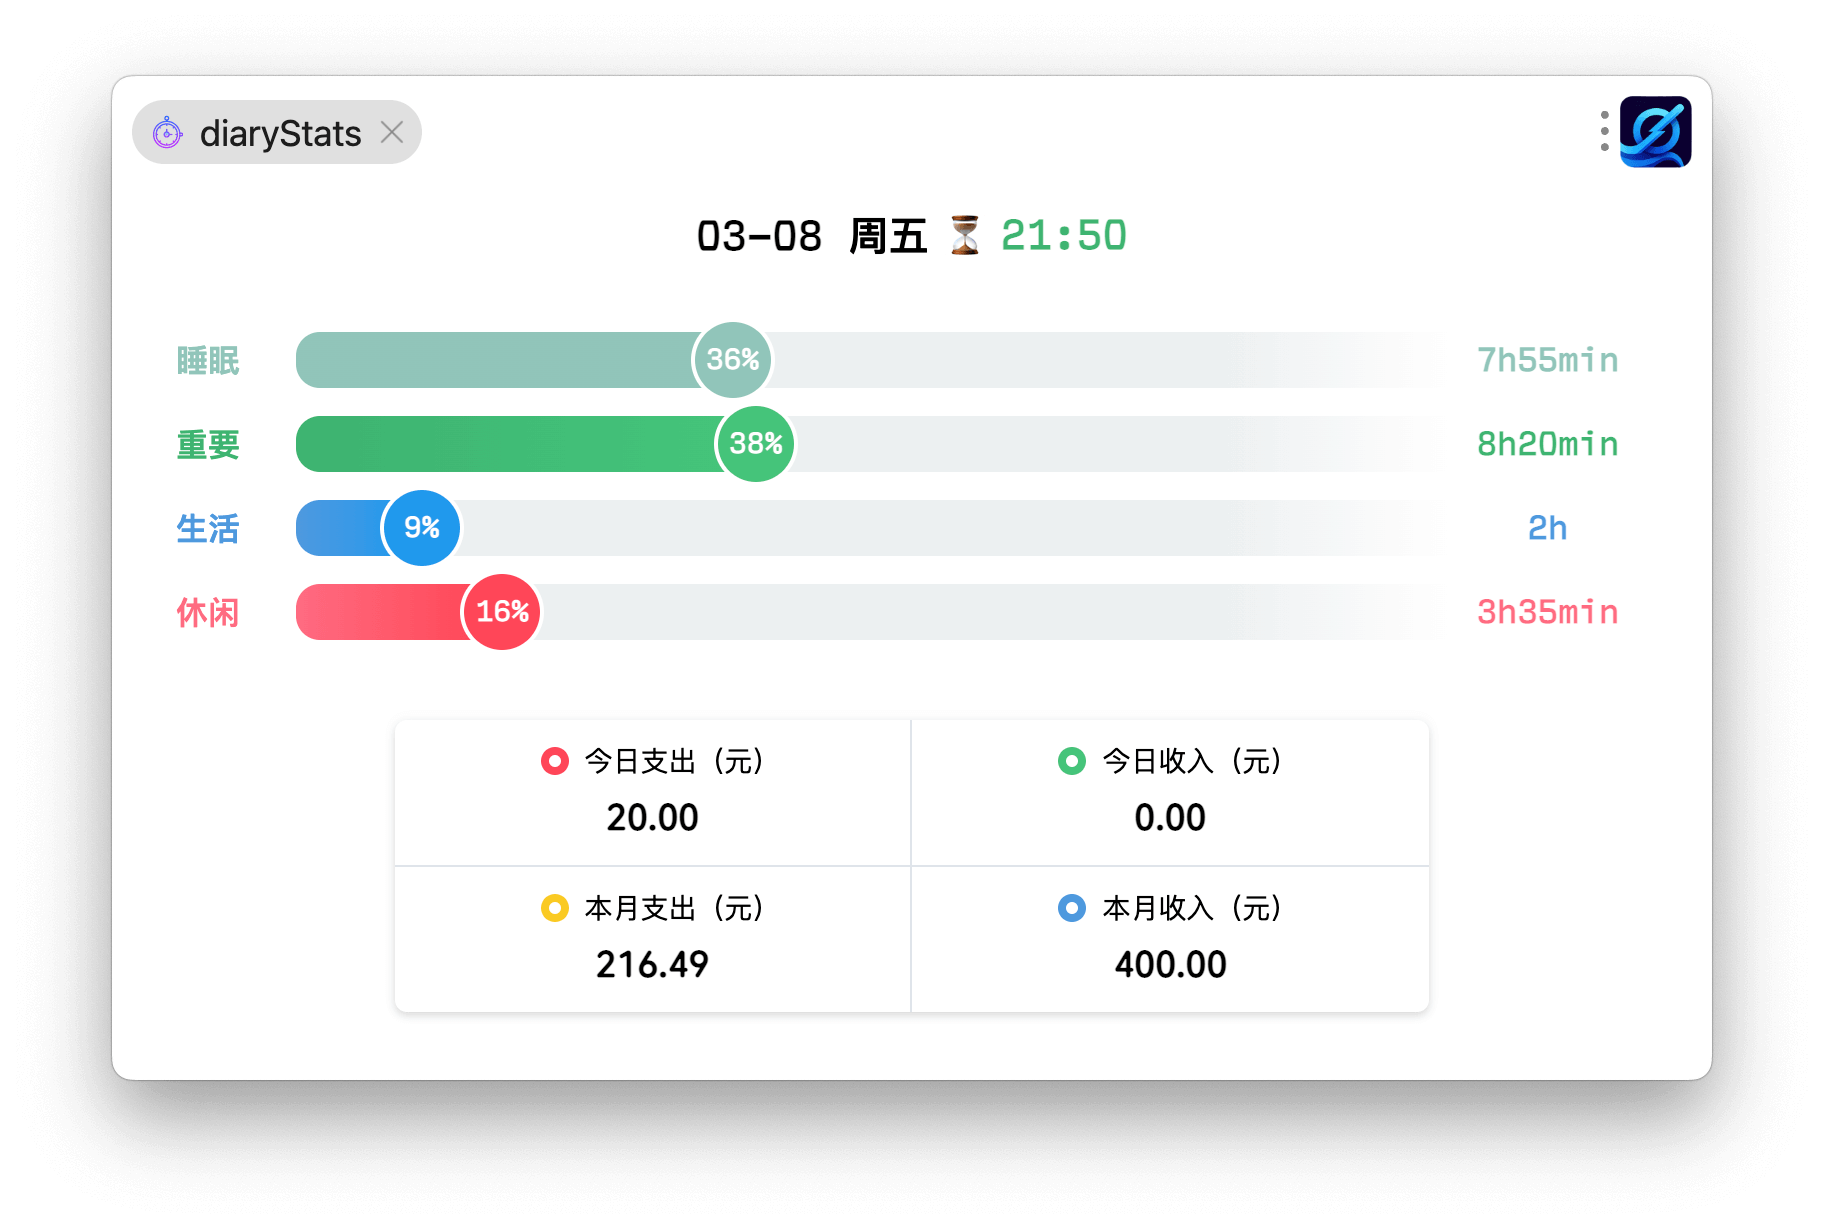 diaryStats
03-08 周五 ⏳ 21:50
睡眠 36% 7h55min
重要 38% 8h20min
生活 9% 2h
休闲 16% 3h35min
今日支出（元） 今日收入（元）
20.00 0.00
本月支出（元） 本月收入（元）
216.49 400.00